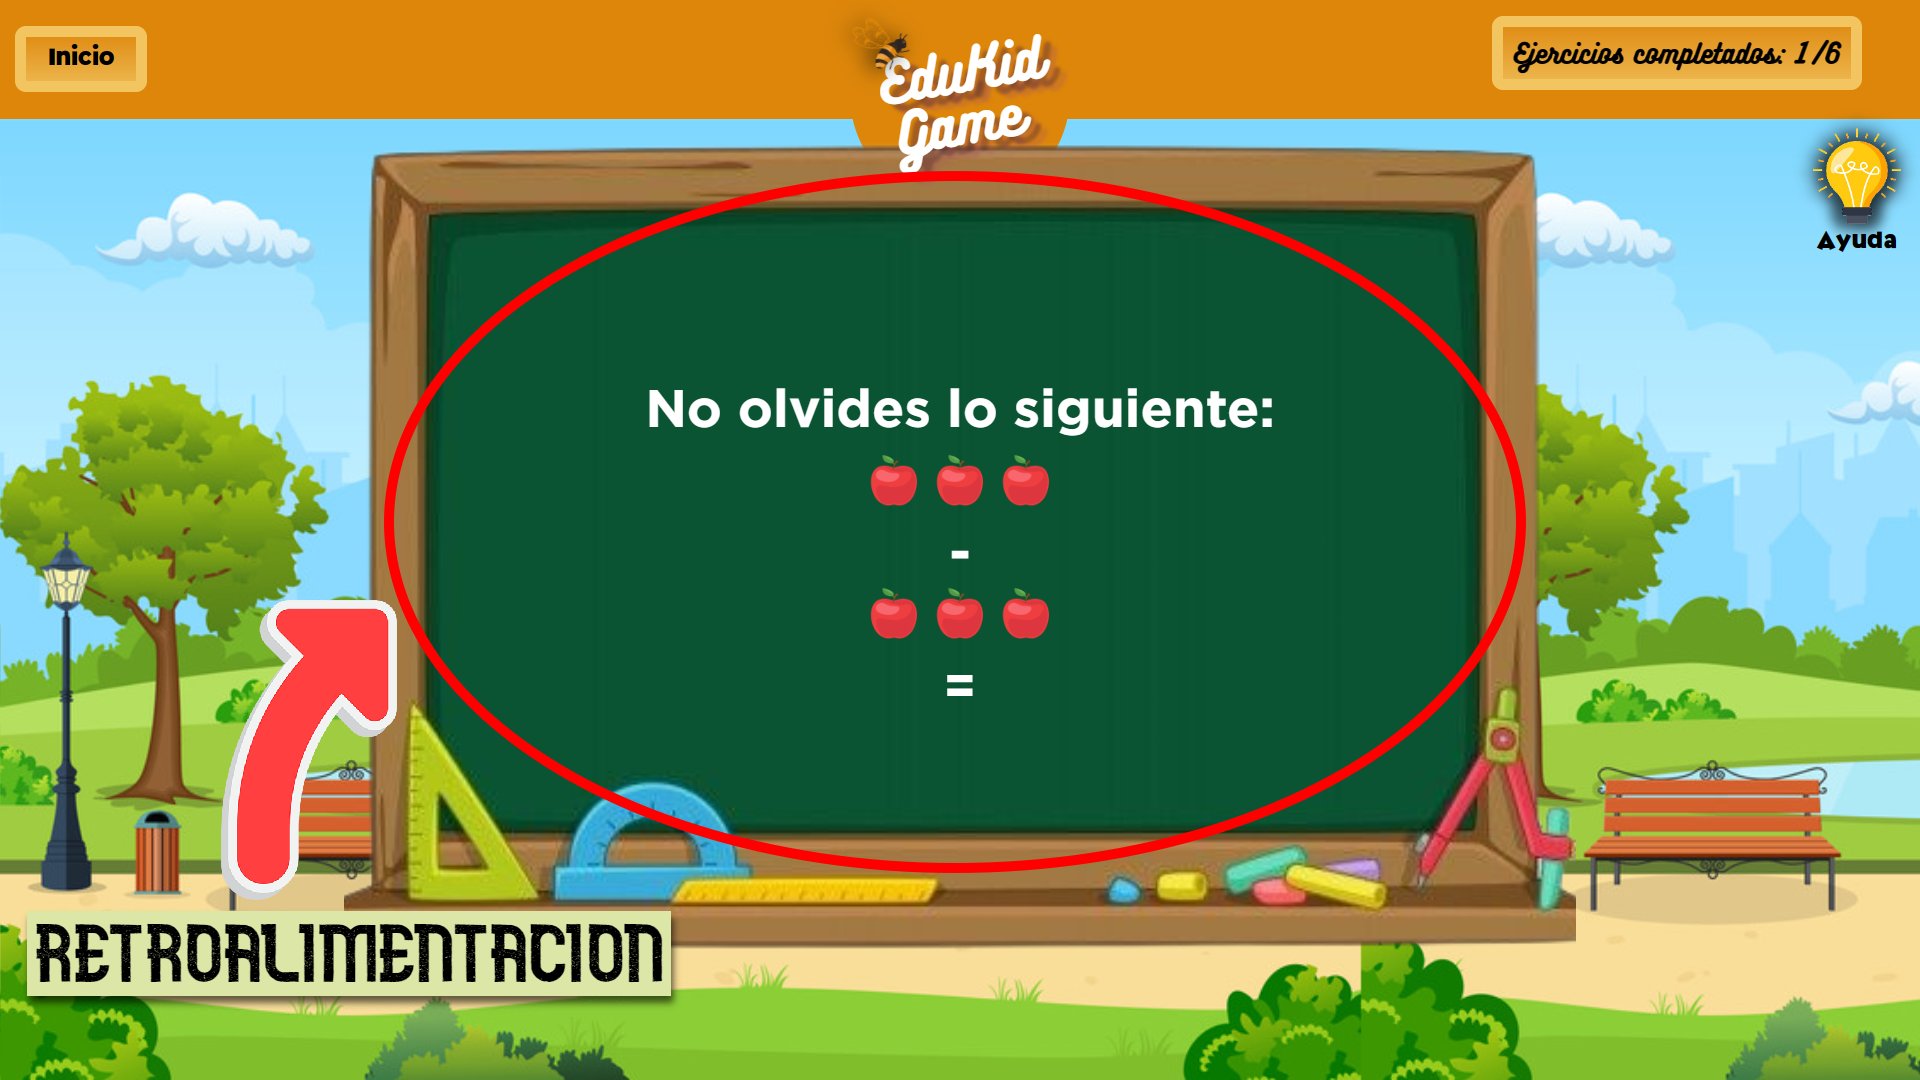 Inicio
EduKid
Game
Ejercicios completados: 1/6
Ayuda
No olvides lo siguiente:
-
=
RETROALIMENTACION